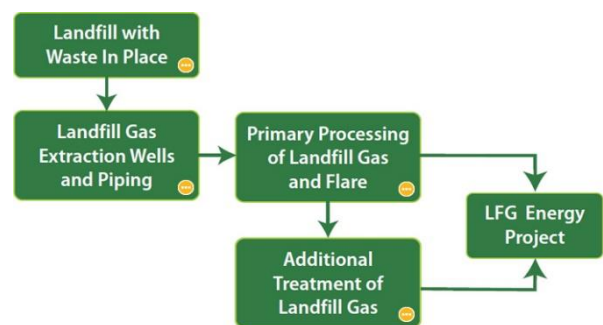 Landfill with
Waste In Place
Landfill Gas
Extraction Wells
and Piping
Primary Processing
of Landfill Gas
and Flare
Additional
Treatment of
Landfill Gas
LFG Energy
Project